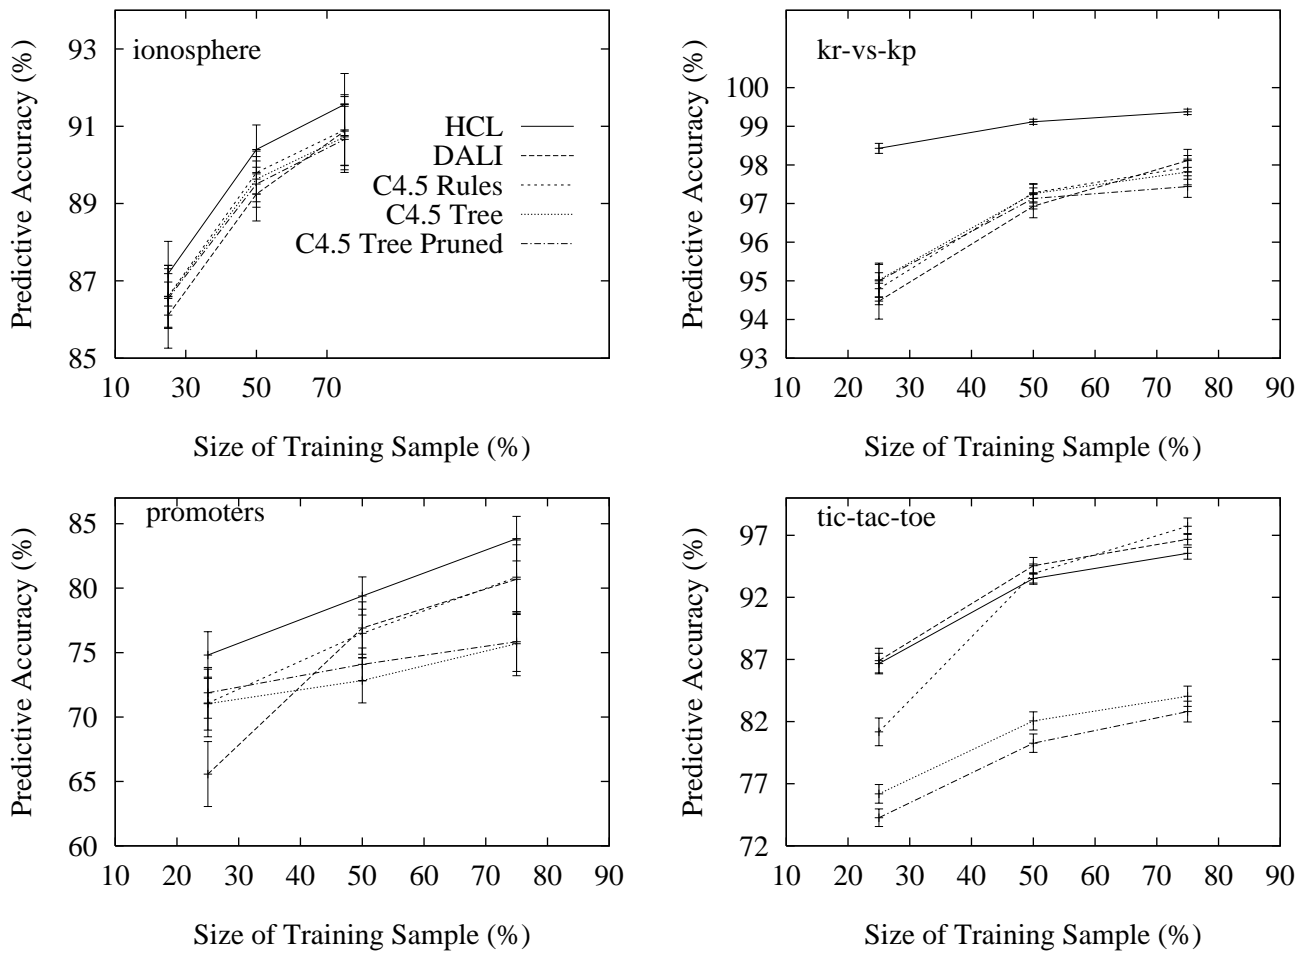 93
91
89
87
85
Predictive Accuracy (%)
ionosphere
HCL
DALI
C4.5 Rules
C4.5 Tree
C4.5 Tree Pruned
10 30 50 70
Size of Training Sample (%)
100
99
98
97
96
95
94
93
Predictive Accuracy (%)
kr-vs-kp
10 20 30 40 50 60 70 80 90
Size of Training Sample (%)
85
80
75
70
65
60
Predictive Accuracy (%)
promoters
10 20 30 40 50 60 70 80 90
Size of Training Sample (%)
97
92
87
82
77
72
Predictive Accuracy (%)
tic-tac-toe
10 20 30 40 50 60 70 80 90
Size of Training Sample (%)